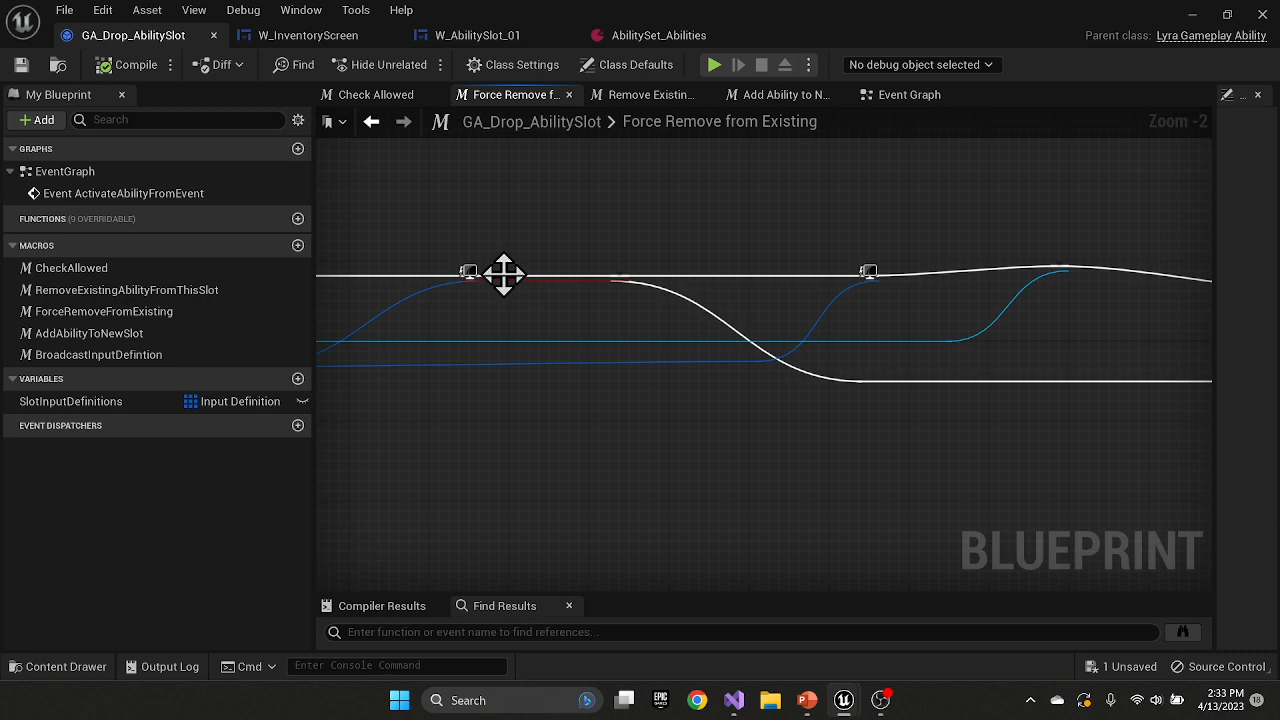 File Edit Asset View Debug Window Tools Help
GA_Drop_AbilitySlot W_InventoryScreen W_AbilitySlot_01 AbilitySet_Abilities Parent class: Lyra Gameplay Ability
Compile Diff Find Hide Unrelated Class Settings Class Defaults No debug object selected
My Blueprint Check Allowed Force Remove f... Remove Existin... Add Ability to N... Event Graph ...
Add Search GA_Drop_AbilitySlot > Force Remove from Existing Zoom -2
GRAPHS
EventGraph
Event ActivateAbilityFromEvent
FUNCTIONS (9 OVERRIDABLE)
MACROS
CheckAllowed
RemoveExistingAbilityFromThisSlot
ForceRemoveFromExisting
AddAbilityToNewSlot
BroadcastInputDefintion
VARIABLES
SlotInputDefinitions Input Definition
EVENT DISPATCHERS
BLUEPRINT
Compiler Results Find Results
Enter function or event name to find references...
Content Drawer Output Log Cmd Enter Console Command 1 Unsaved Source Control
Search EPIC GAMES 2:33 PM
4/13/2023 18